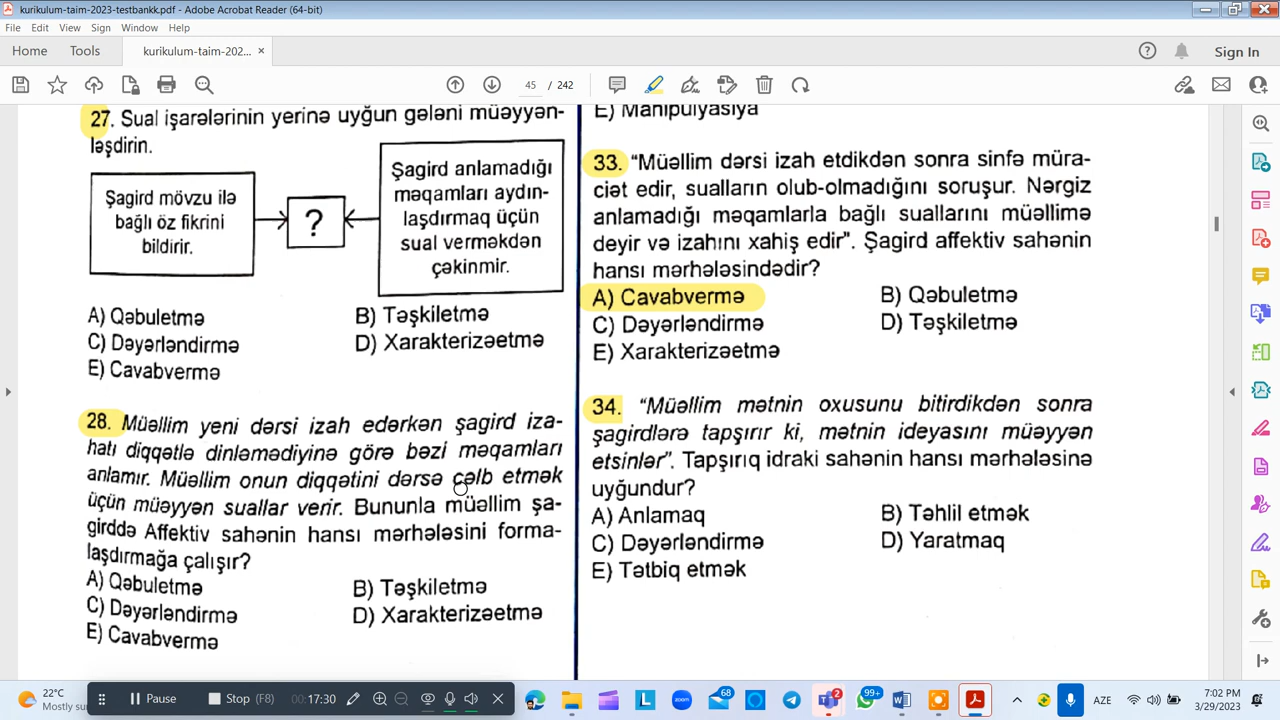 kurikulum-taim-2023-testbankk.pdf - Adobe Acrobat Reader (64-bit)
File Edit View Sign Window Help
Home Tools kurikulum-taim-202... × Sign In
45 / 242
27. Sual işarələrinin yerinə uyğun gələni müəyyən-
ləşdirin.
Şagird mövzu ilə
bağlı öz fikrini
bildirir.
?
Şagird anlamadığı
məqamları aydın-
laşdırmaq üçün
sual verməkdən
çəkinmir.
A) Qəbuletmə B) Təşkiletmə
C) Dəyərləndirmə D) Xarakterizəetmə
E) Cavabvermə
28. Müəllim yeni dərsi izah edərkən şagird iza-
hatı diqqətlə dinləmədiyinə görə bəzi məqamları
anlamır. Müəllim onun diqqətini dərsə cəlb etmək
üçün müəyyən suallar verir. Bununla müəllim şa-
girddə Affektiv sahənin hansı mərhələsini forma-
laşdırmağa çalışır?
A) Qəbuletmə B) Təşkiletmə
C) Dəyərləndirmə D) Xarakterizəetmə
E) Cavabvermə
E) Manipulyasiya
33. “Müəllim dərsi izah etdikdən sonra sinfə müra-
ciət edir, sualların olub-olmadığını soruşur. Nərgiz
anlamadığı məqamlarla bağlı suallarını müəllimə
deyir və izahını xahiş edir”. Şagird affektiv sahənin
hansı mərhələsindədir?
A) Cavabvermə B) Qəbuletmə
C) Dəyərləndirmə D) Təşkiletmə
E) Xarakterizəetmə
34. “Müəllim mətnin oxusunu bitirdikdən sonra
şagirdlərə tapşırır ki, mətnin ideyasını müəyyən
etsinlər”. Tapşırıq idraki sahənin hansı mərhələsinə
uyğundur?
A) Anlamaq B) Təhlil etmək
C) Dəyərləndirmə D) Yaratmaq
E) Tətbiq etmək
22°C
Mostly su
Pause Stop (F8) 00:17:30
68
2
99+
AZE
7:02 PM
3/29/2023